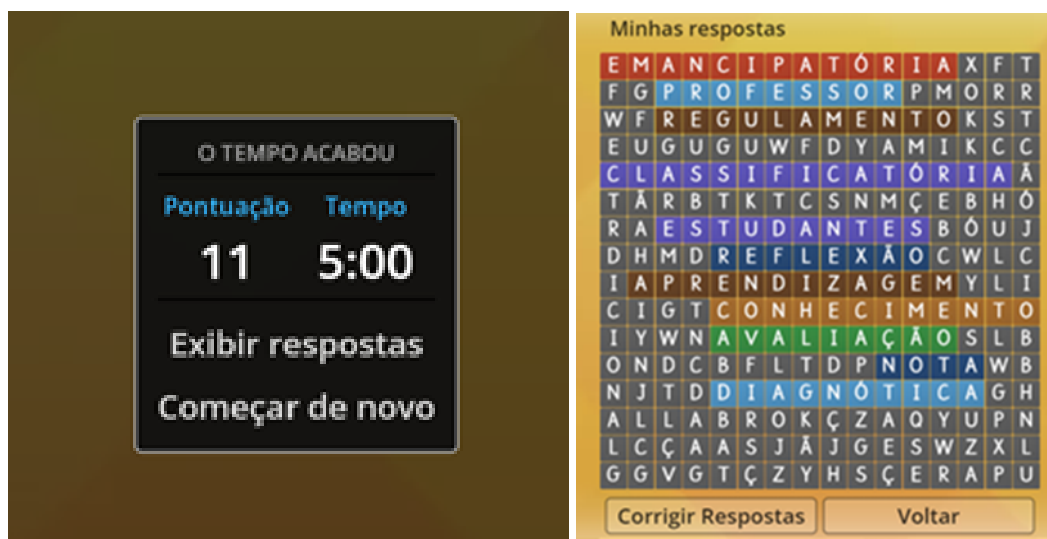 O TEMPO ACABOU
Pontuação Tempo
11 5:00
Exibir respostas
Começar de novo
Minhas respostas
E M A N C I P A T Ó R I A X F T
F G P R O F E S S O R P M O R R
W F R E G U L A M E N T O K S T
E U G U G U W F D Y A M I K C C
C L A S S I F I C A T Ó R I A Ã
T Ã R B T K T C S N M Ç E B H Ó
R A E S T U D A N T E S B Ó U J
D H M D R E F L E X Ã O C W L C
I A P R E N D I Z A G E M Y L I
C I G T C O N H E C I M E N T O
I Y W N A V A L I A Ç Ã O S L B
O N D C B F L T D P N O T A W B
N J T D D I A G N Ó T I C A G H
A L L A B R O K Ç Z A Q Y U P N
L C Ç A A S J Ã J G E S W Z X L
G G V G T Ç Z Y H S Ç E R A P U
Corrigir Respostas Voltar